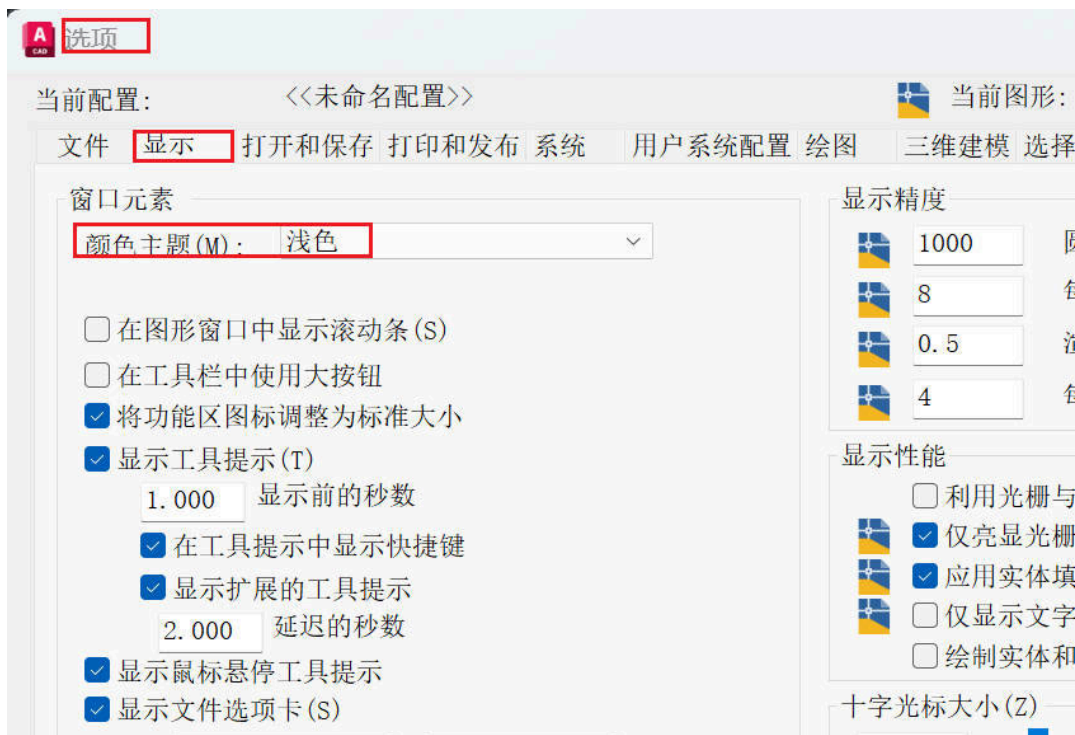 A CAD 选项
当前配置: <<未命名配置>> 当前图形:
文件 显示 打开和保存 打印和发布 系统 用户系统配置 绘图 三维建模 选择
窗口元素
颜色主题(M): 浅色
在图形窗口中显示滚动条(S)
在工具栏中使用大按钮
将功能区图标调整为标准大小
显示工具提示(T)
1.000 显示前的秒数
在工具提示中显示快捷键
显示扩展的工具提示
2.000 延迟的秒数
显示鼠标悬停工具提示
显示文件选项卡(S)
显示精度
1000
8
0.5
4
显示性能
利用光栅与
仅亮显光栅
应用实体填
仅显示文字
绘制实体和
十字光标大小(Z)